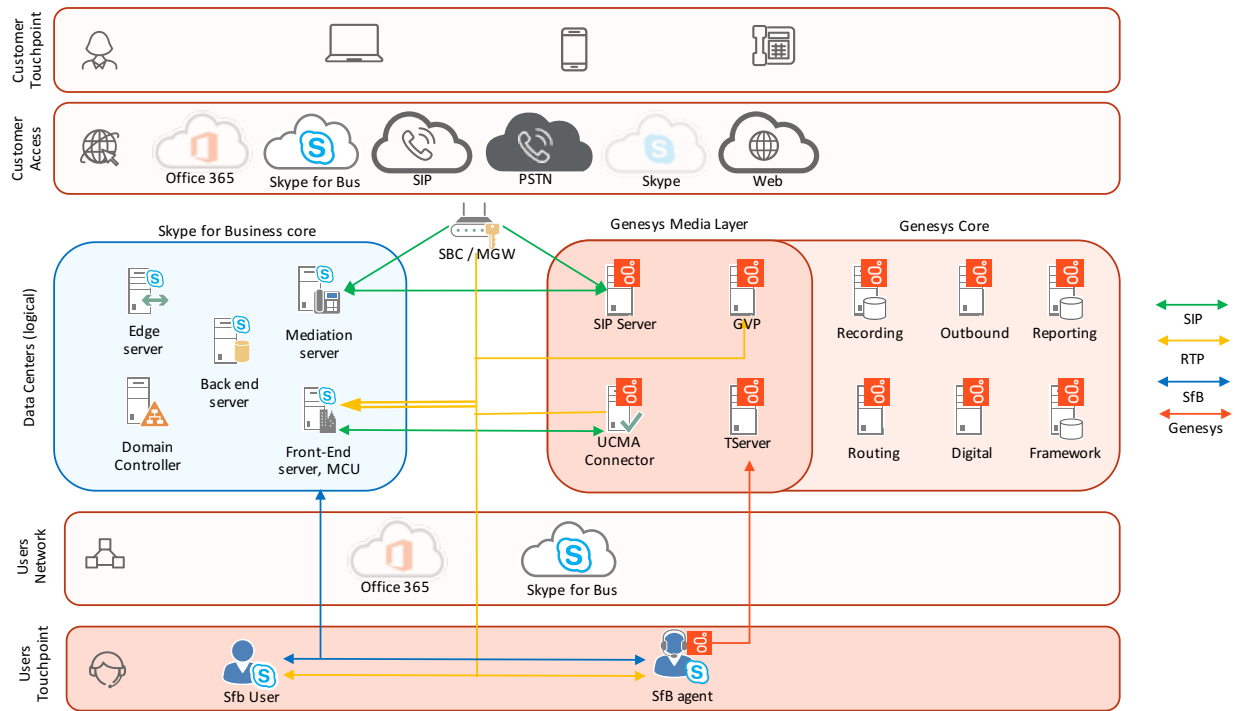 Customer
Touchpoint
Customer
Access
Office 365
Skype for Bus
SIP
PSTN
Skype
Web
Skype for Business core
SBC / MGW
Genesys Media Layer
Genesys Core
Data Centers (logical)
Edge
server
Mediation
server
Back end
server
Domain
Controller
Front-End
server, MCU
SIP Server
GVP
UCMA
Connector
TServer
Recording
Outbound
Reporting
Routing
Digital
Framework
SIP
RTP
SfB
Genesys
Users
Network
Office 365
Skype for Bus
Users
Touchpoint
Sfb User
SfB agent